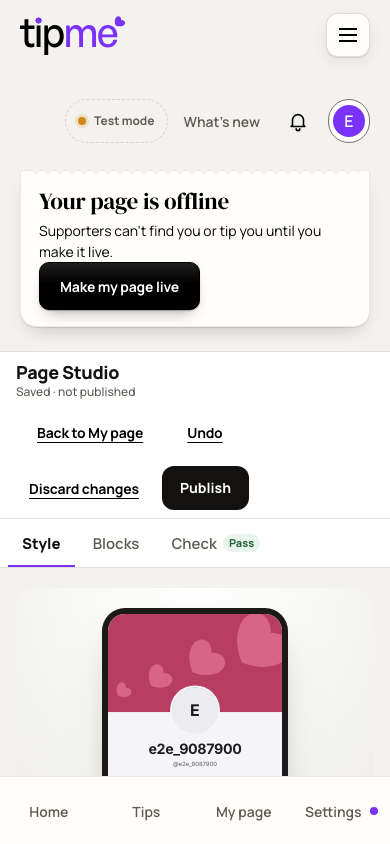 tipme
Test mode
What's new
E
Your page is offline
Supporters can't find you or tip you until you
make it live.
Make my page live
Page Studio
Saved · not published
Back to My page
Undo
Discard changes
Publish
Style
Blocks
Check
Pass
E
e2e_9087900
@e2e_9087900
Home
Tips
My page
Settings